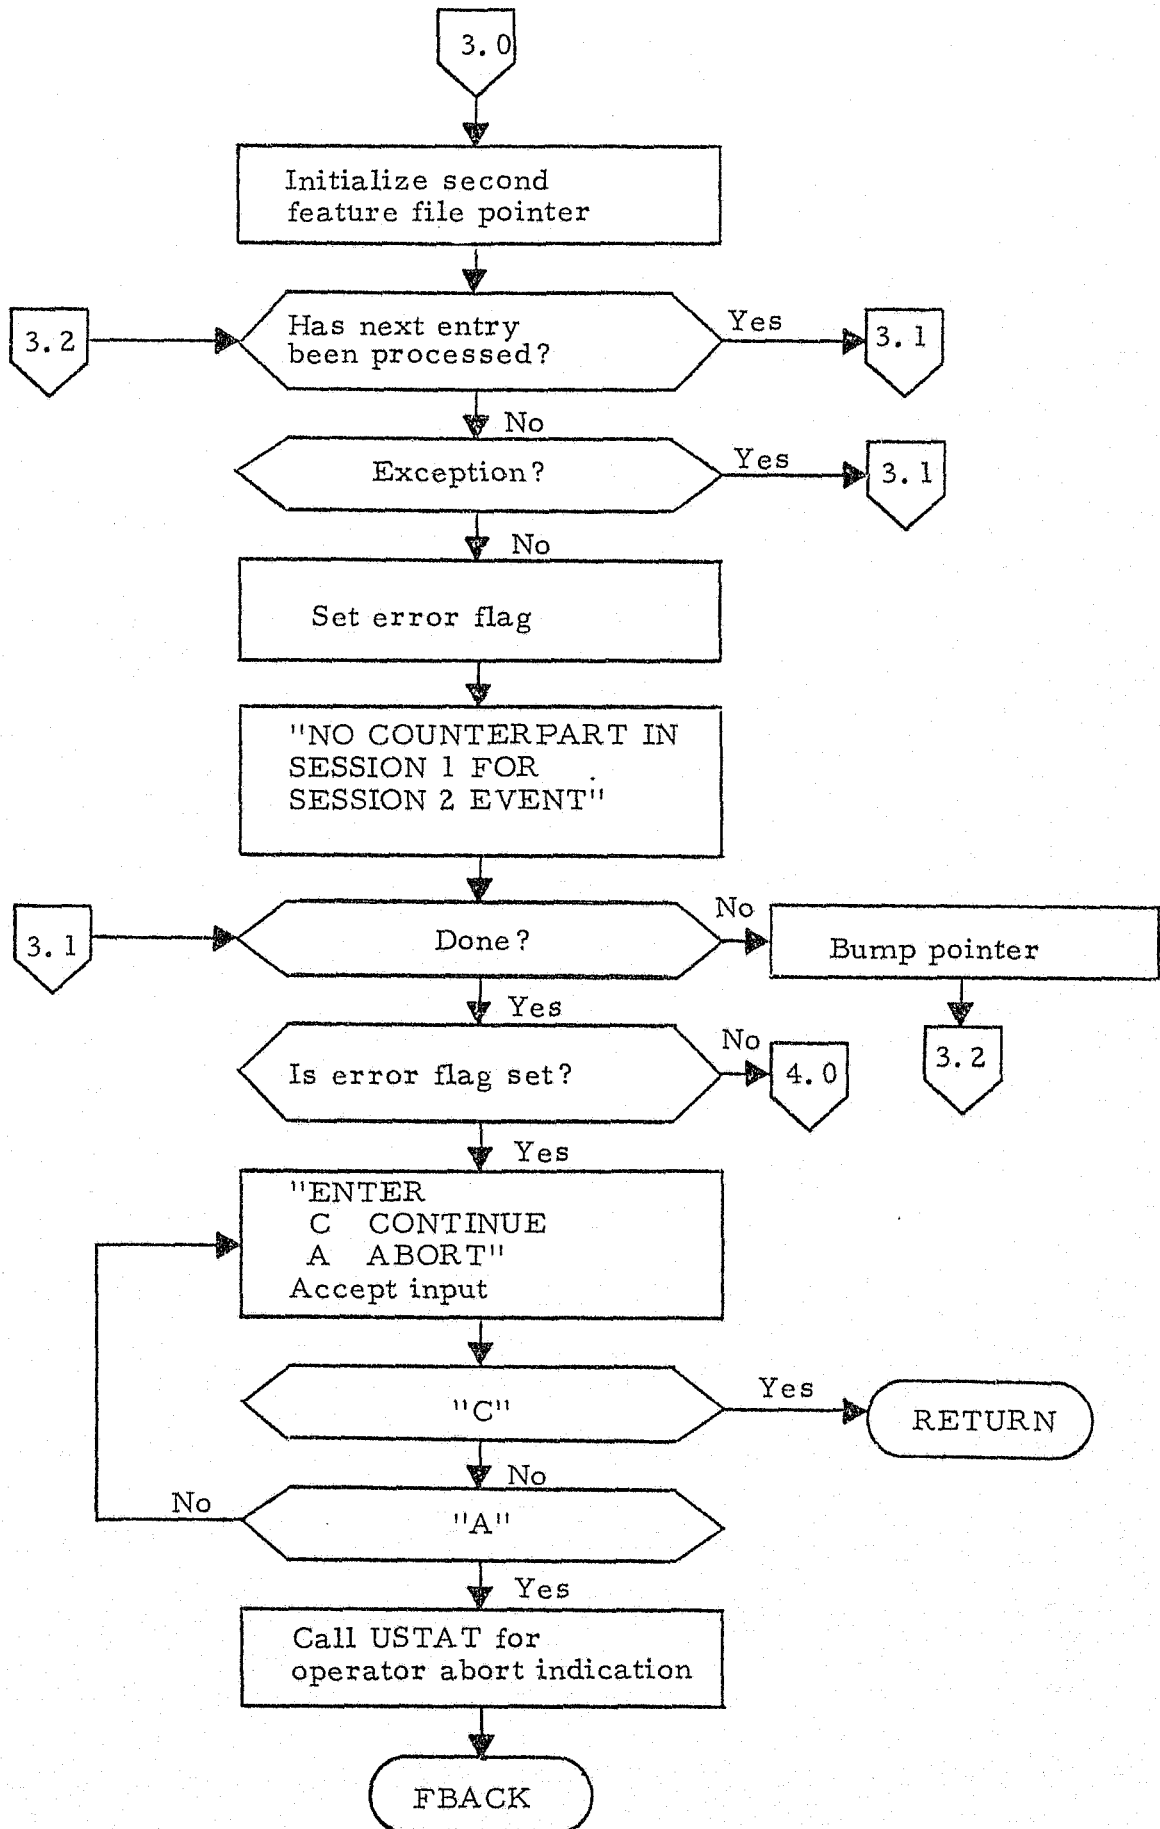 3.0
Initialize second
feature file pointer
3.2
Has next entry
been processed?
Yes
3.1
No
Exception?
Yes
3.1
No
Set error flag
"NO COUNTERPART IN
SESSION 1 FOR
SESSION 2 EVENT"
3.1
Done?
No
Bump pointer
Yes
3.2
Is error flag set?
No
4.0
Yes
"ENTER
C CONTINUE
A ABORT"
Accept input
"C"
Yes
RETURN
No
No
"A"
Yes
Call USTAT for
operator abort indication
FBACK